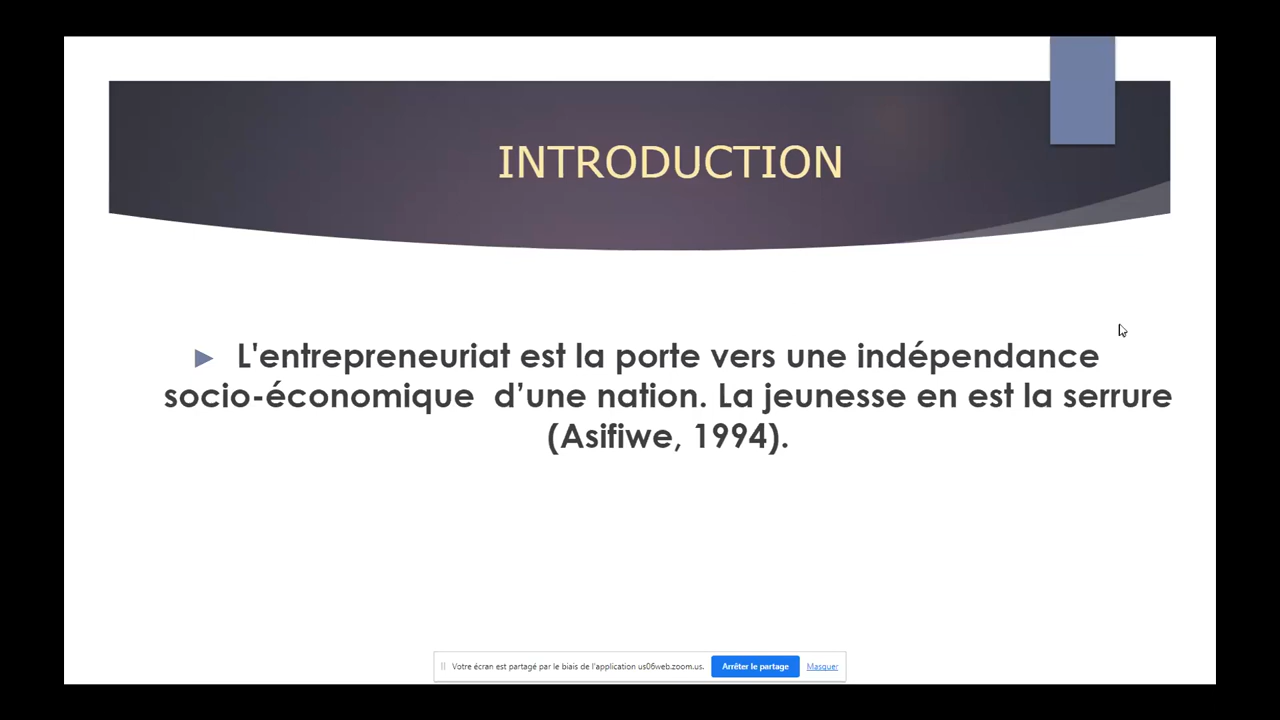 INTRODUCTION
► L'entrepreneuriat est la porte vers une indépendance
socio-économique d’une nation. La jeunesse en est la serrure
(Asifiwe, 1994).
Votre écran est partagé par le biais de l'application us06web.zoom.us. Arrêter le partage Masquer